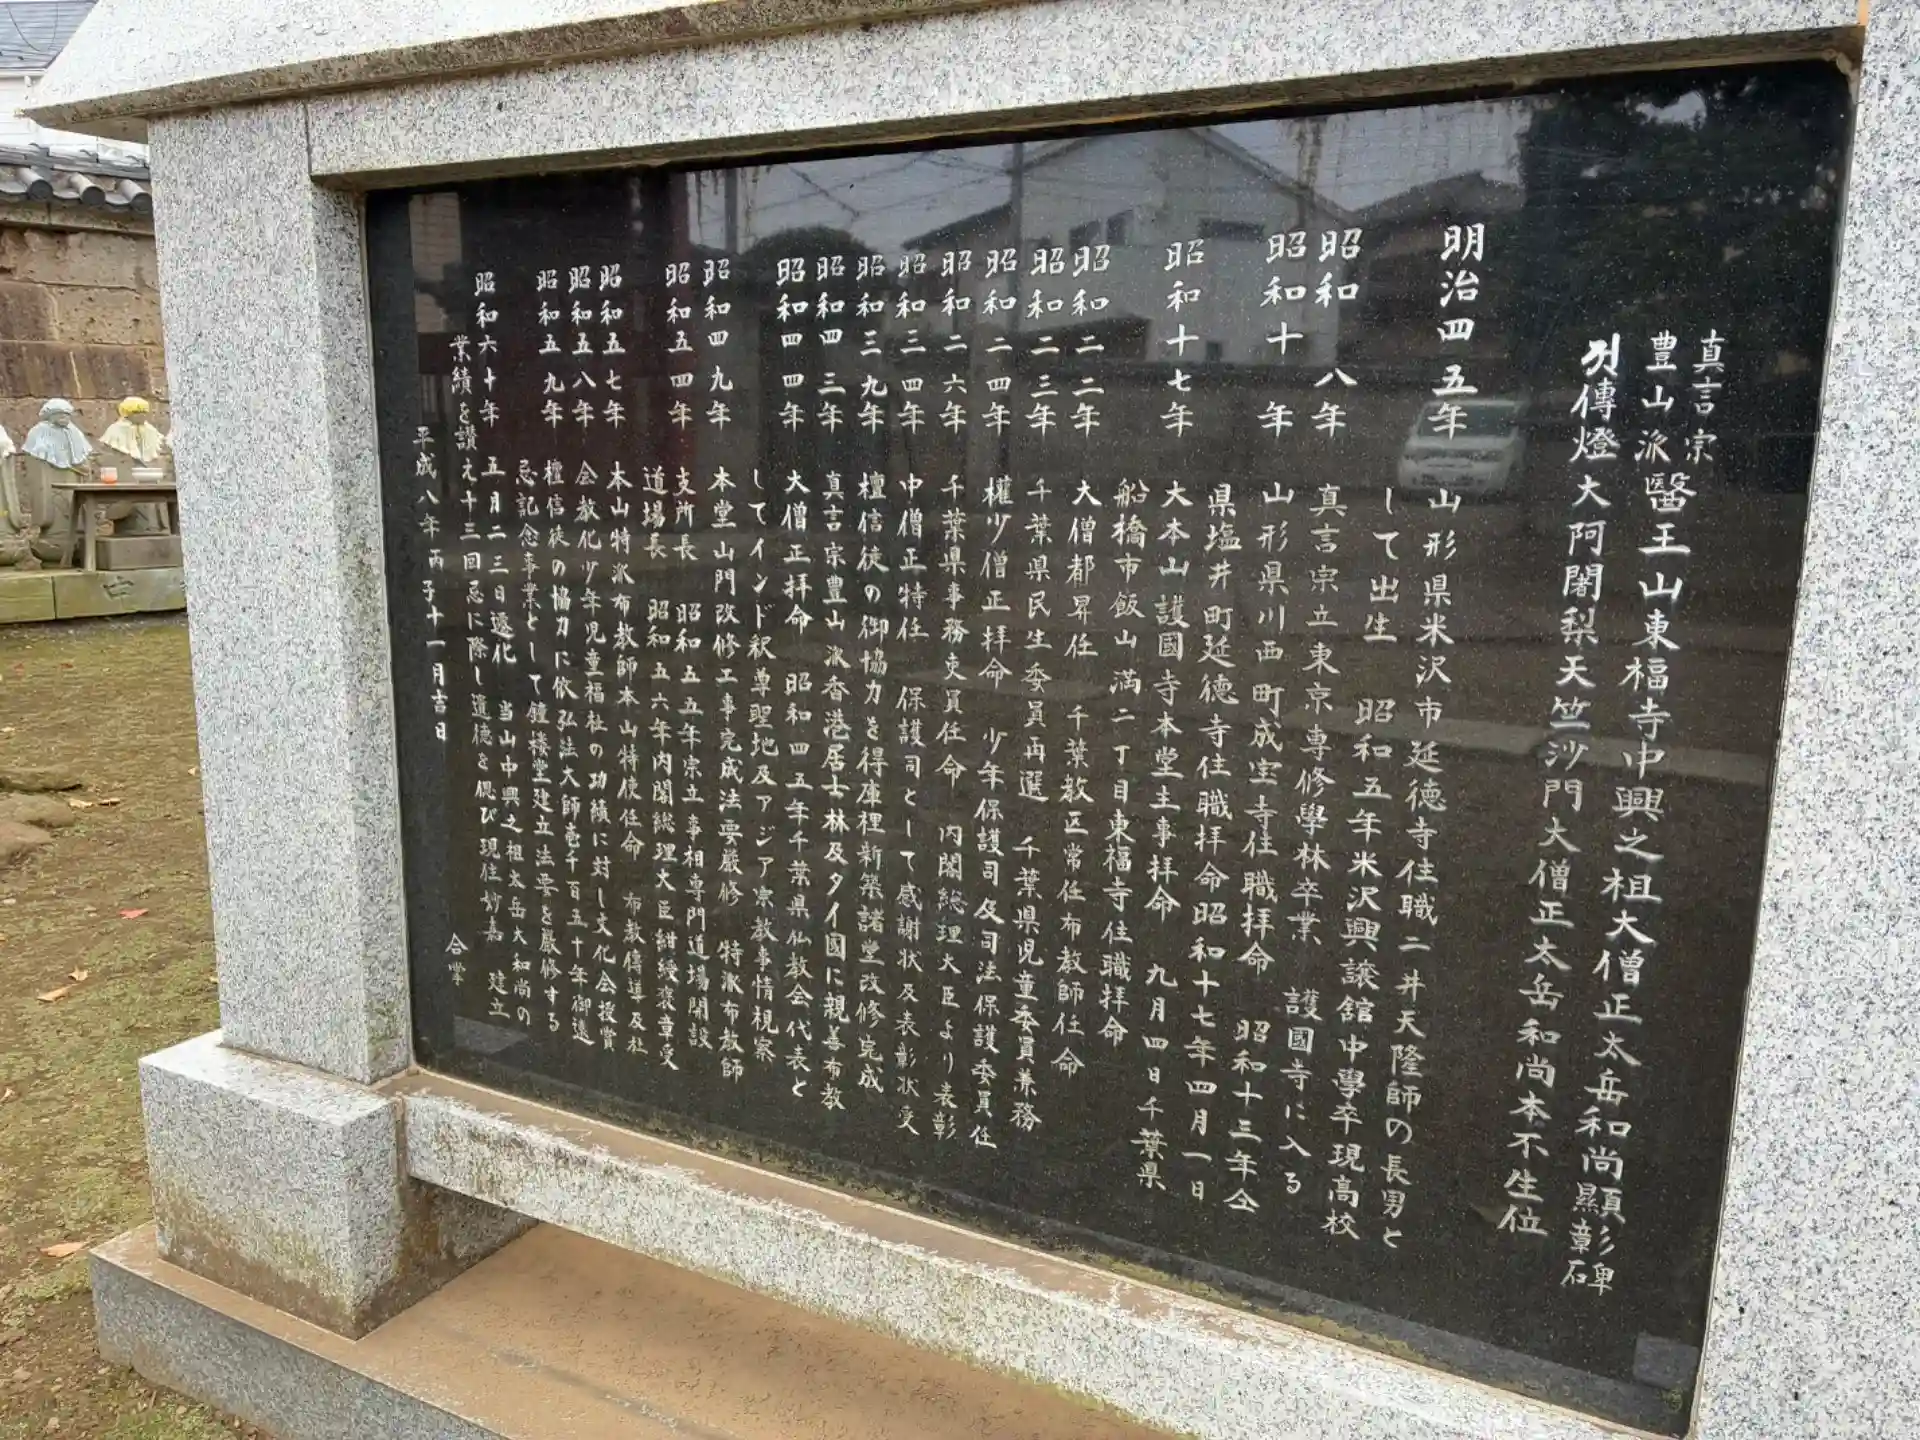 真言宗
豊山派
醫王山東福寺中興之祖大僧正太岳和尚顯彰碑
傳燈大阿闍梨天竺沙門大僧正太岳和尚本不生位
明治四五年 山形県米沢市延徳寺住職二井天隆師の長男と
して出生 昭和五年米沢興譲舘中學卒現高校
昭和八年 真言宗立東京專修學林卒業 護國寺に入る
昭和十年 山形県川西町成宝寺住職拝命 昭和十三年仝
県塩井町延徳寺住職拝命昭和十七年四月一日
昭和十七年 大本山護國寺本堂主事拝命 九月四日千葉県
船橋市飯山満二丁目東福寺住職拝命
昭和二二年 大僧都昇任 千葉教区常任布教師任命
昭和二三年 千葉県民生委員再選 千葉県児童委員兼務
昭和二四年 權少僧正拝命 少年保護司及司法保護委員任
昭和二六年 千葉県事務吏員任命 内閣総理大臣より表彰
昭和三四年 中僧正特任 保護司として感謝状及表彰状受
昭和三九年 檀信徒の御協力を得庫裡新築諸堂改修完成
昭和四三年 真言宗豊山派香港居士林及タイ國に親善布教
昭和四四年 大僧正拝命 昭和四五年千葉県仏教会代表と
してインド釈尊聖地及アジア宗教事情視察
昭和四九年 本堂山門改修工事完成法要厳修 特派布教師
昭和五四年 支所長 昭和五五年宗立事相専門道場開設
道場長 昭和五六年内閣総理大臣紺綬褒章受
昭和五七年 本山特派布教師本山特使任命 布教傳道及社
昭和五八年 会教化少年児童福祉の功績に対し文化会授賞
昭和五九年 檀信徒の協力に依弘法大師壱千百五十年御遠
忌記念事業として鐘楼堂建立法要を厳修する
昭和六十年 五月二三日遷化 当山中興之祖太岳大和尚の
業績を讃え十三回忌に際し遺徳を偲び現住妙嘉 建立
平成八年丙子十一月吉日 合掌